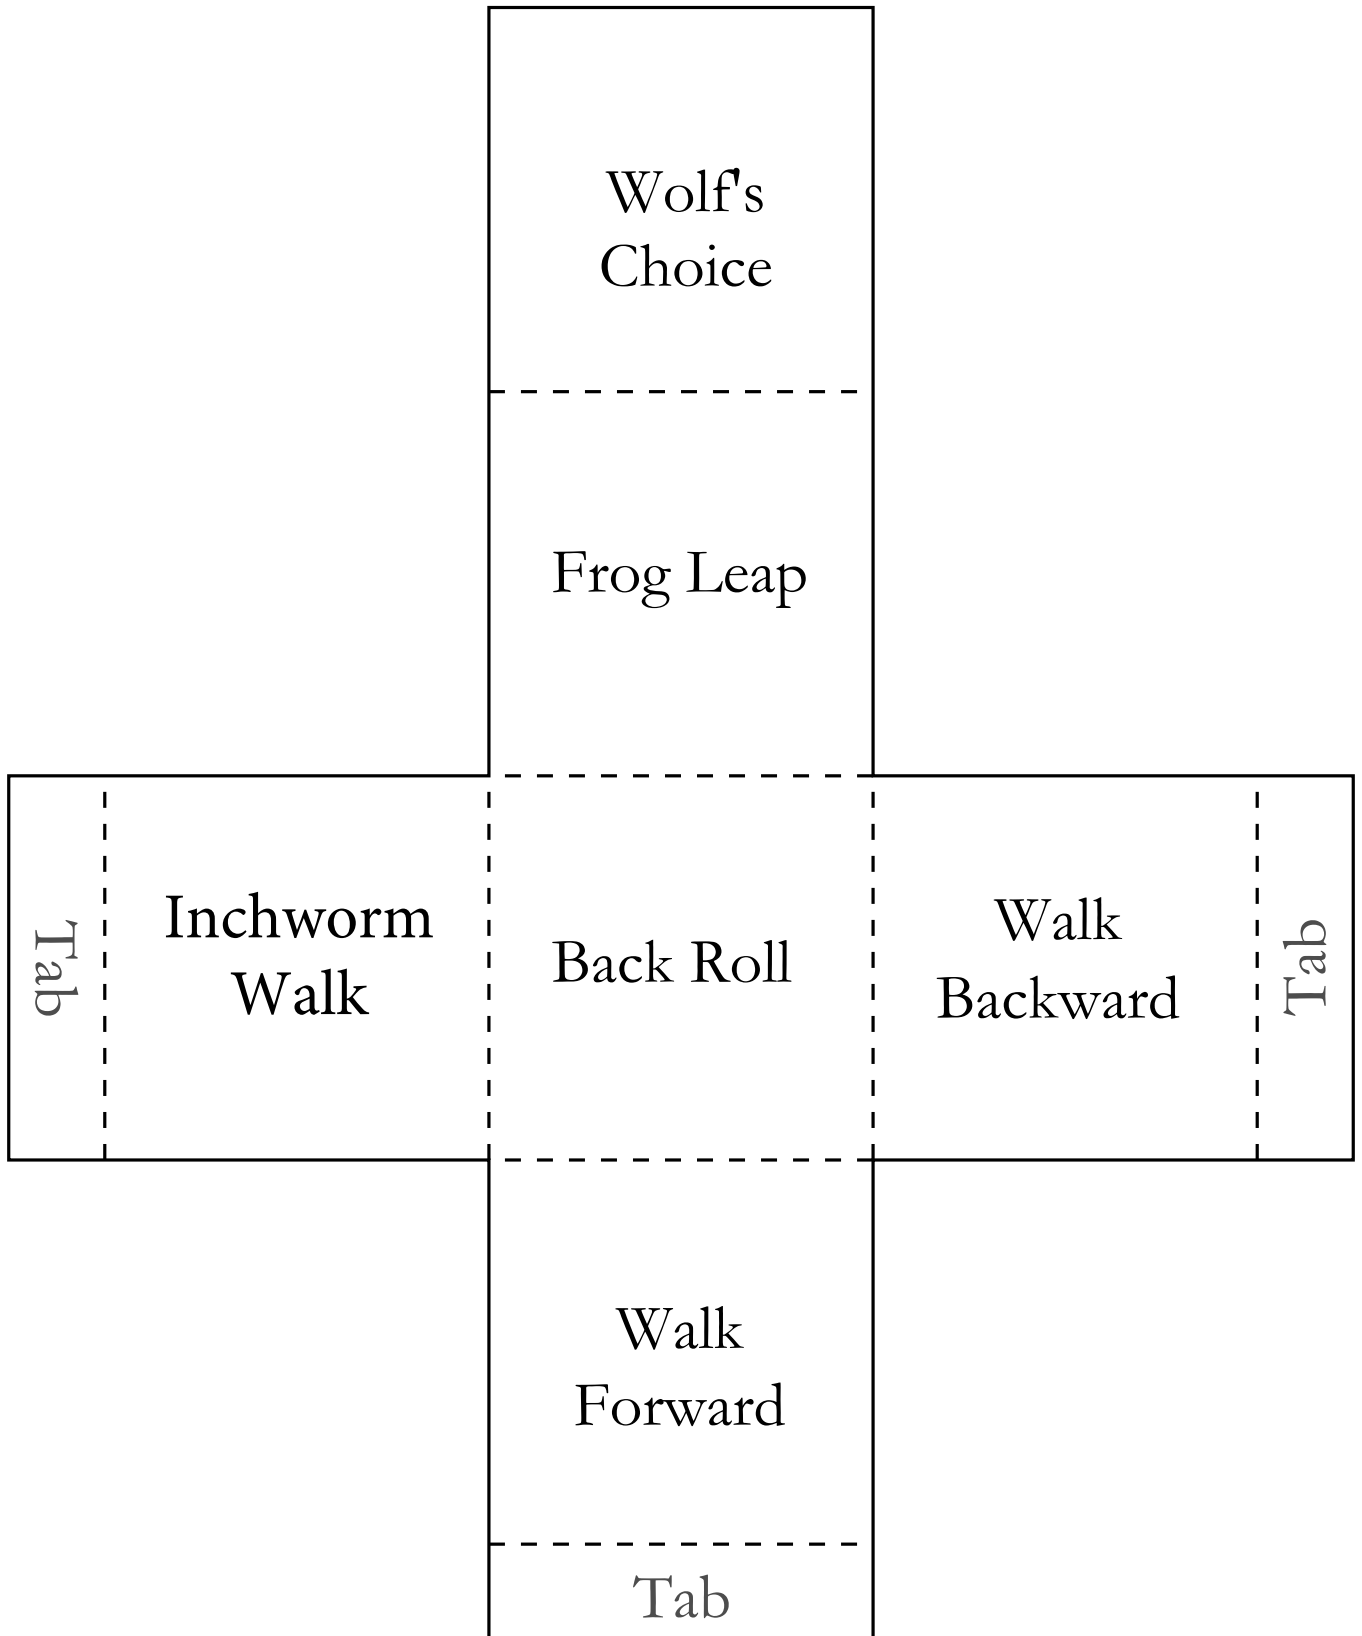 Wolf's
Choice
Frog Leap
Tab
Inchworm
Walk
Back Roll
Walk
Backward
Tab
Walk
Forward
Tab